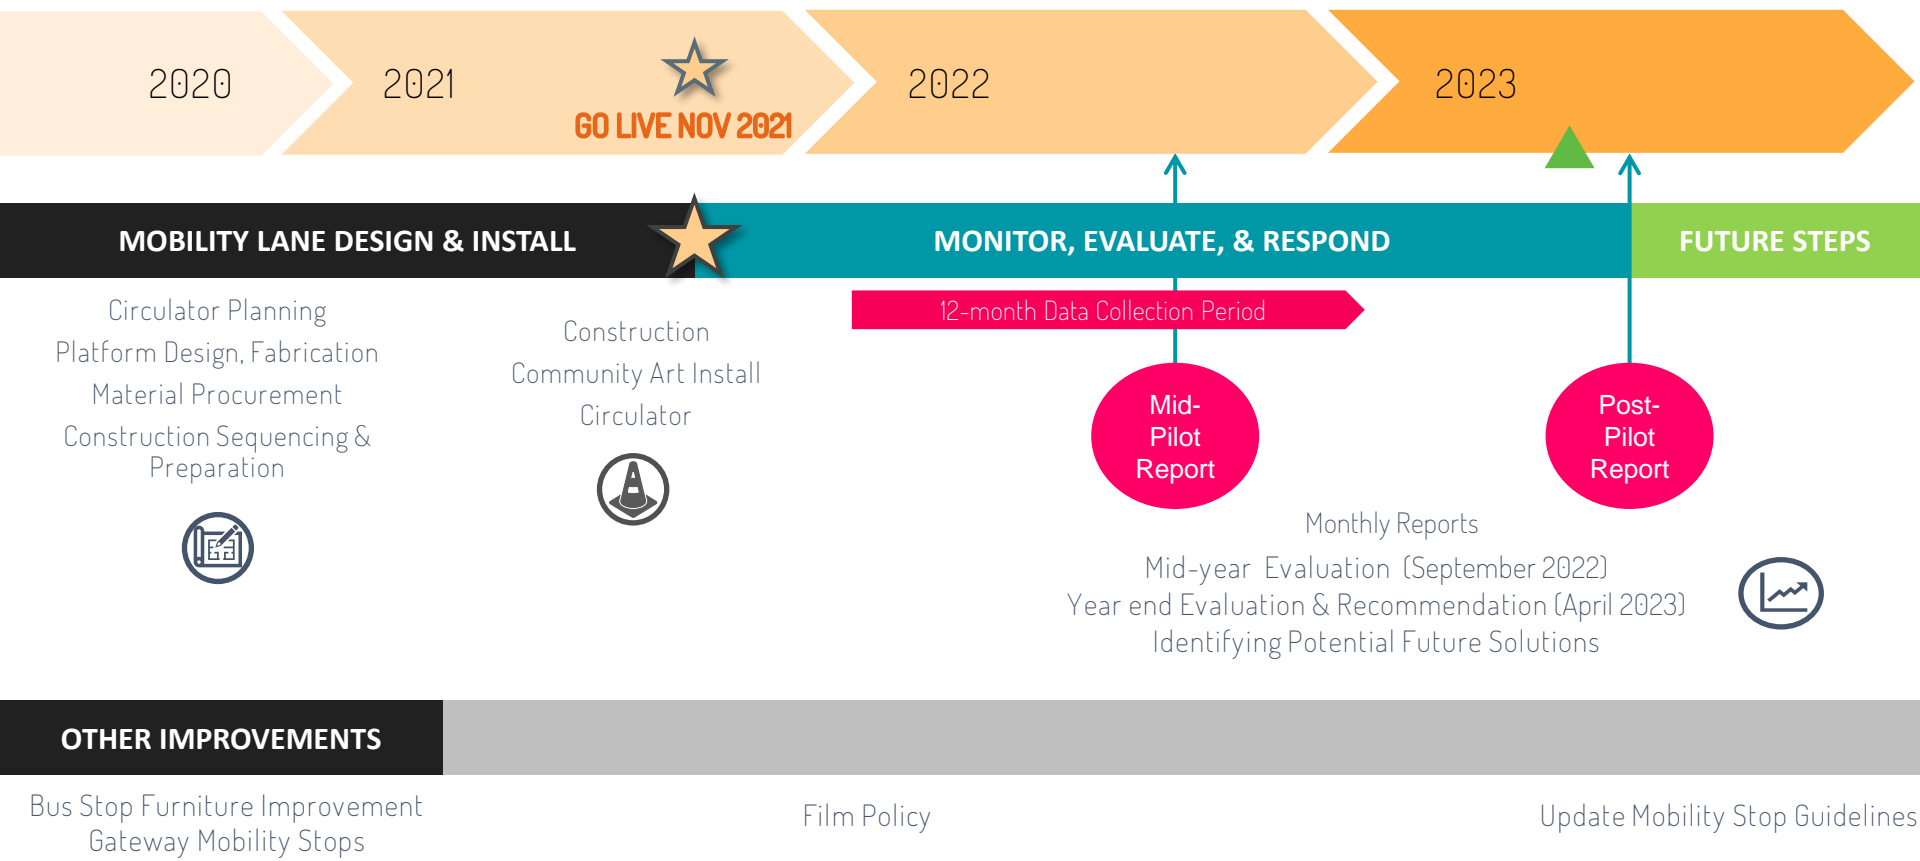 2020
2021
GO LIVE NOV 2021
2022
2023
MOBILITY LANE DESIGN & INSTALL
MONITOR, EVALUATE, & RESPOND
FUTURE STEPS
12-month Data Collection Period
Circulator Planning
Platform Design, Fabrication
Material Procurement
Construction Sequencing &
Preparation
Construction
Community Art Install
Circulator
Mid-
Pilot
Report
Post-
Pilot
Report
Monthly Reports
Mid-year Evaluation (September 2022)
Year end Evaluation & Recommendation (April 2023)
Identifying Potential Future Solutions
OTHER IMPROVEMENTS
Bus Stop Furniture Improvement
Gateway Mobility Stops
Film Policy
Update Mobility Stop Guidelines